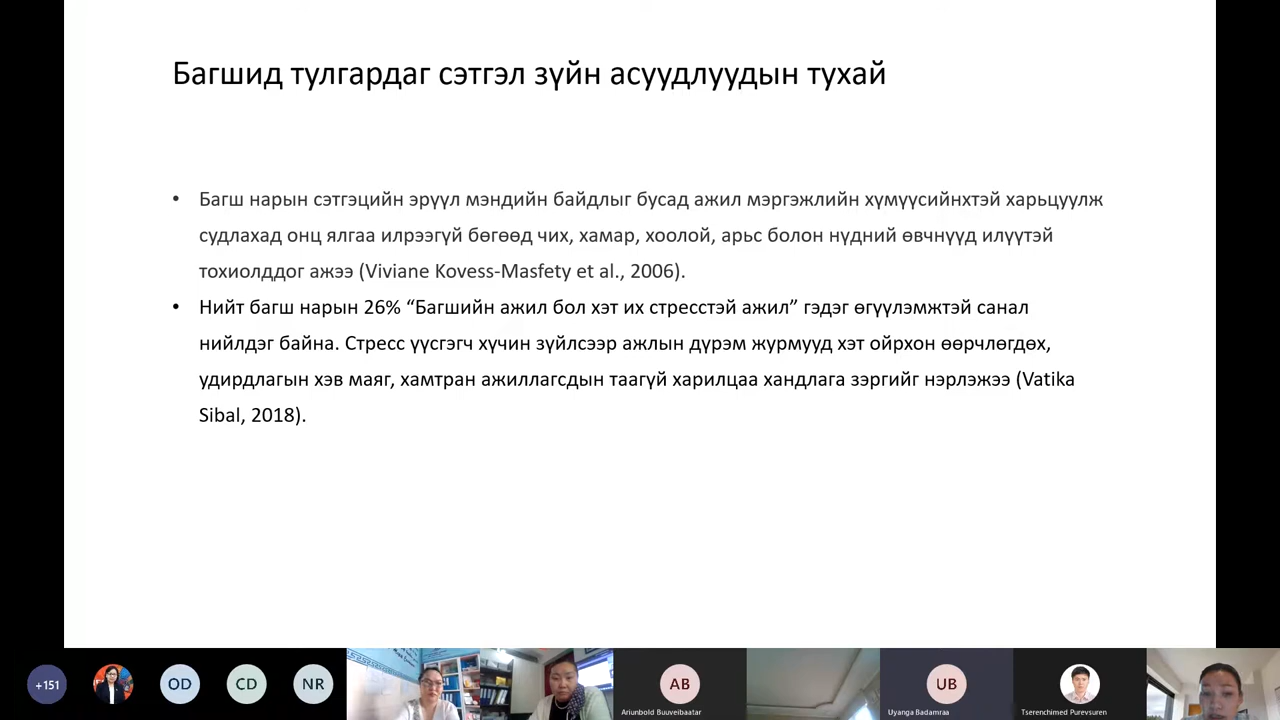 Багшид тулгардаг сэтгэл зүйн асуудлуудын тухай
• Багш нарын сэтгэцийн эрүүл мэндийн байдлыг бусад ажил мэргэжлийн хүмүүсийнхтэй харьцуулж
судлахад онц ялгаа илрээгүй бөгөөд чих, хамар, хоолой, арьс болон нүдний өвчнүүд илүүтэй
тохиолддог ажээ (Viviane Kovess-Masfety et al., 2006).
• Нийт багш нарын 26% “Багшийн ажил бол хэт их стресстэй ажил” гэдэг өгүүлэмжтэй санал
нийлдэг байна. Стресс үүсгэгч хүчин зүйлсээр ажлын дүрэм журмууд хэт ойрхон өөрчлөгдөх,
удирдлагын хэв маяг, хамтран ажиллагсдын таагүй харилцаа хандлага зэргийг нэрлэжээ (Vatika
Sibal, 2018).
+151 OD CD NR AB UB
Ariunbold Buuveibaatar Uyanga Badamraa Tserenchimed Purevsuren